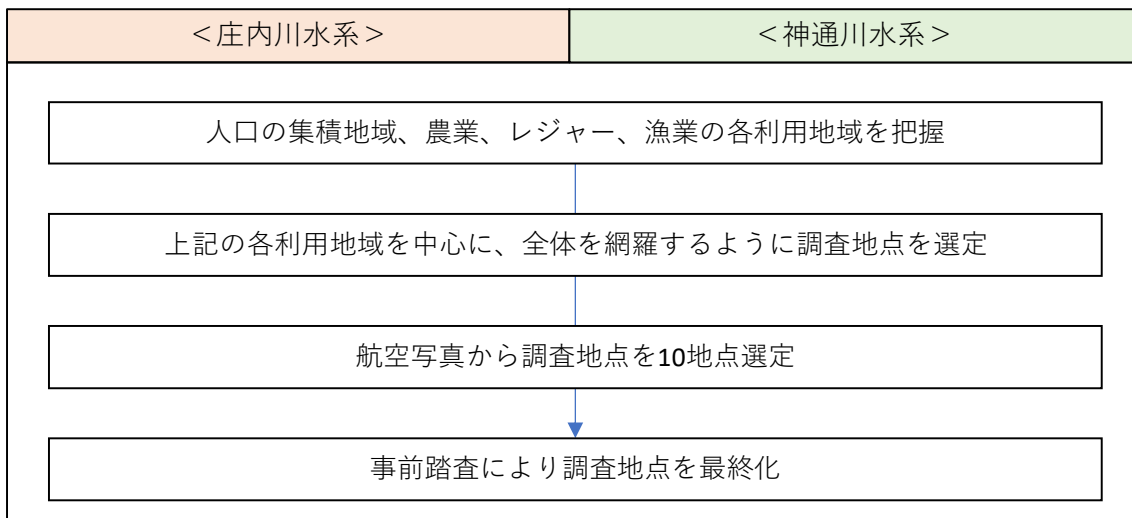 ＜庄内川水系＞
＜神通川水系＞
人口の集積地域、農業、レジャー、漁業の各利用地域を把握
上記の各利用地域を中心に、全体を網羅するように調査地点を選定
航空写真から調査地点を10地点選定
事前踏査により調査地点を最終化